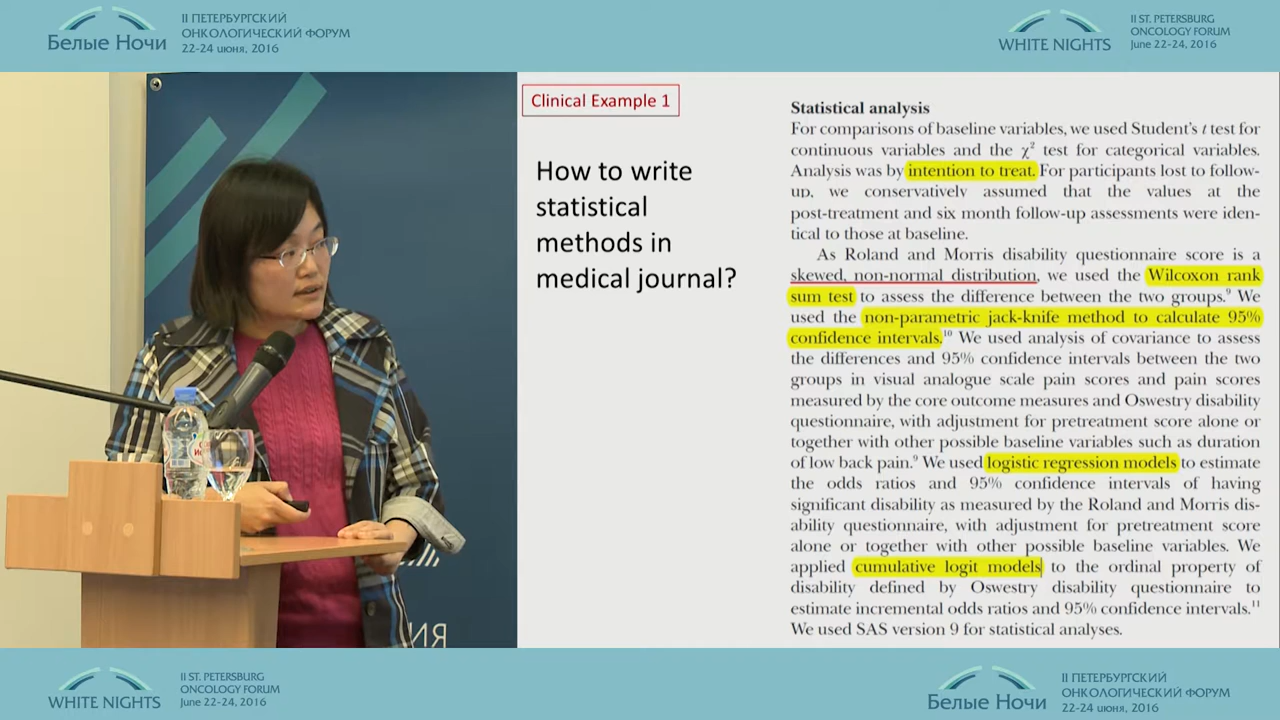 Белые Ночи
II ПЕТЕРБУРГСКИЙ
ОНКОЛОГИЧЕСКИЙ ФОРУМ
22-24 июня, 2016
WHITE NIGHTS
II ST. PETERSBURG
ONCOLOGY FORUM
June 22-24, 2016
Clinical Example 1
How to write
statistical
methods in
medical journal?
Statistical analysis
For comparisons of baseline variables, we used Student's t test for
continuous variables and the χ² test for categorical variables.
Analysis was by intention to treat. For participants lost to follow-
up, we conservatively assumed that the values at the
post-treatment and six month follow-up assessments were iden-
tical to those at baseline.
As Roland and Morris disability questionnaire score is a
skewed, non-normal distribution, we used the Wilcoxon rank
sum test to assess the difference between the two groups.⁹ We
used the non-parametric jack-knife method to calculate 95%
confidence intervals.¹⁰ We used analysis of covariance to assess
the differences and 95% confidence intervals between the two
groups in visual analogue scale pain scores and pain scores
measured by the core outcome measures and Oswestry disability
questionnaire, with adjustment for pretreatment score alone or
together with other possible baseline variables such as duration
of low back pain.⁹ We used logistic regression models to estimate
the odds ratios and 95% confidence intervals of having
significant disability as measured by the Roland and Morris dis-
ability questionnaire, with adjustment for pretreatment score
alone or together with other possible baseline variables. We
applied cumulative logit models to the ordinal property of
disability defined by Oswestry disability questionnaire to
estimate incremental odds ratios and 95% confidence intervals.¹¹
We used SAS version 9 for statistical analyses.
WHITE NIGHTS
II ST. PETERSBURG
ONCOLOGY FORUM
June 22-24, 2016
Белые Ночи
II ПЕТЕРБУРГСКИЙ
ОНКОЛОГИЧЕСКИЙ ФОРУМ
22-24 июня, 2016